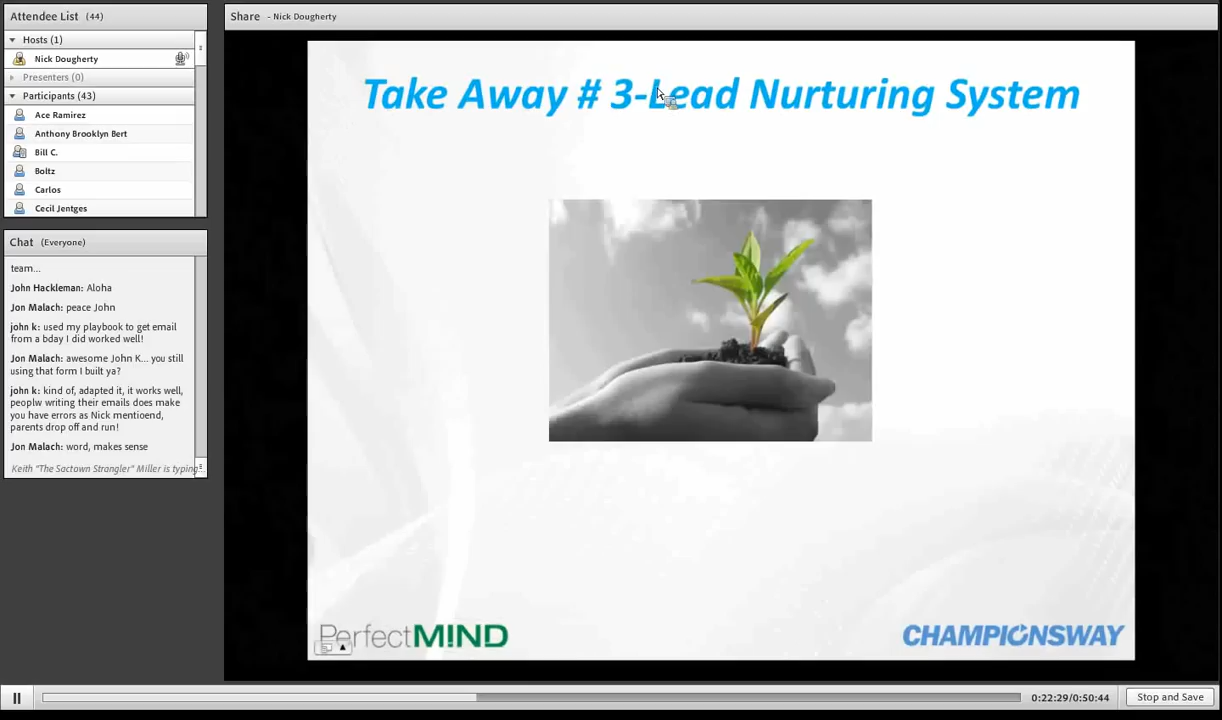 Attendee List (44)
Hosts (1)
Nick Dougherty
Presenters (0)
Participants (43)
Ace Ramirez
Anthony Brooklyn Bert
Bill C.
Boltz
Carlos
Cecil Jentges
Chat (Everyone)
team...
John Hackleman: Aloha
Jon Malach: peace John
john k: used my playbook to get email
from a bday I did worked well!
Jon Malach: awesome John K... you still
using that form I built ya?
john k: kind of, adapted it, it works well,
peoplw writing their emails does make
you have errors as Nick mentioend,
parents drop off and run!
Jon Malach: word, makes sense
Keith "The Sactown Strangler" Miller is typing...
Share - Nick Dougherty
Take Away # 3-Lead Nurturing System
PerfectM!ND
CHAMPIONSWAY
0:22:29/0:50:44
Stop and Save